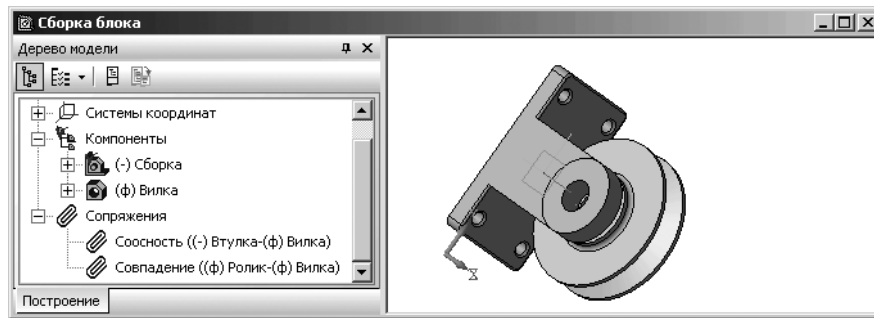 Сборка блока
Дерево модели
Системы координат
Компоненты
(-) Сборка
(ф) Вилка
Сопряжения
Соосность ((-) Втулка-(ф) Вилка)
Совпадение ((ф) Ролик-(ф) Вилка)
Построение